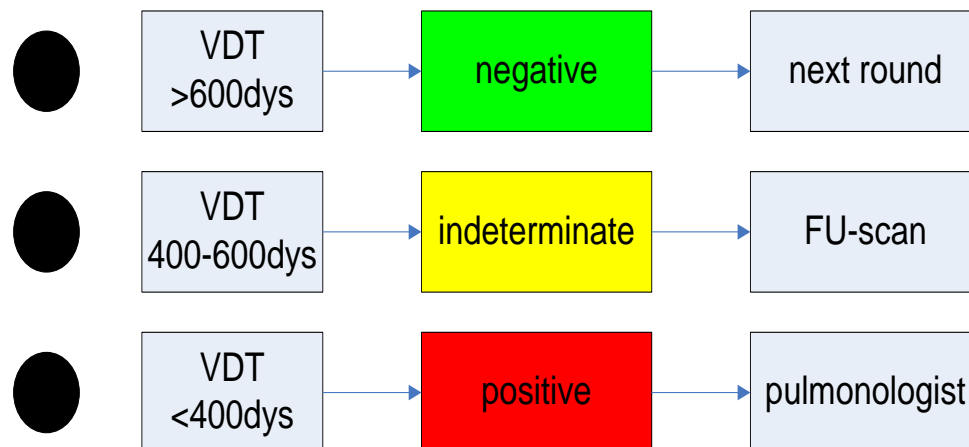 VDT
>600dys
negative
next round
VDT
400-600dys
indeterminate
FU-scan
VDT
<400dys
positive
pulmonologist